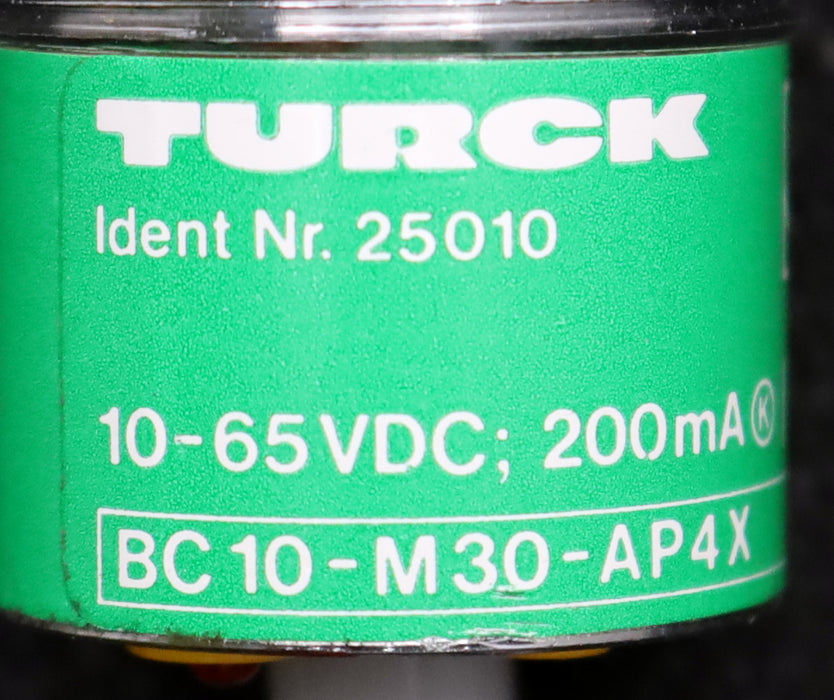 TURCK
Ident Nr. 25010
10-65VDC; 200mA Ⓚ
BC10-M30-AP4X